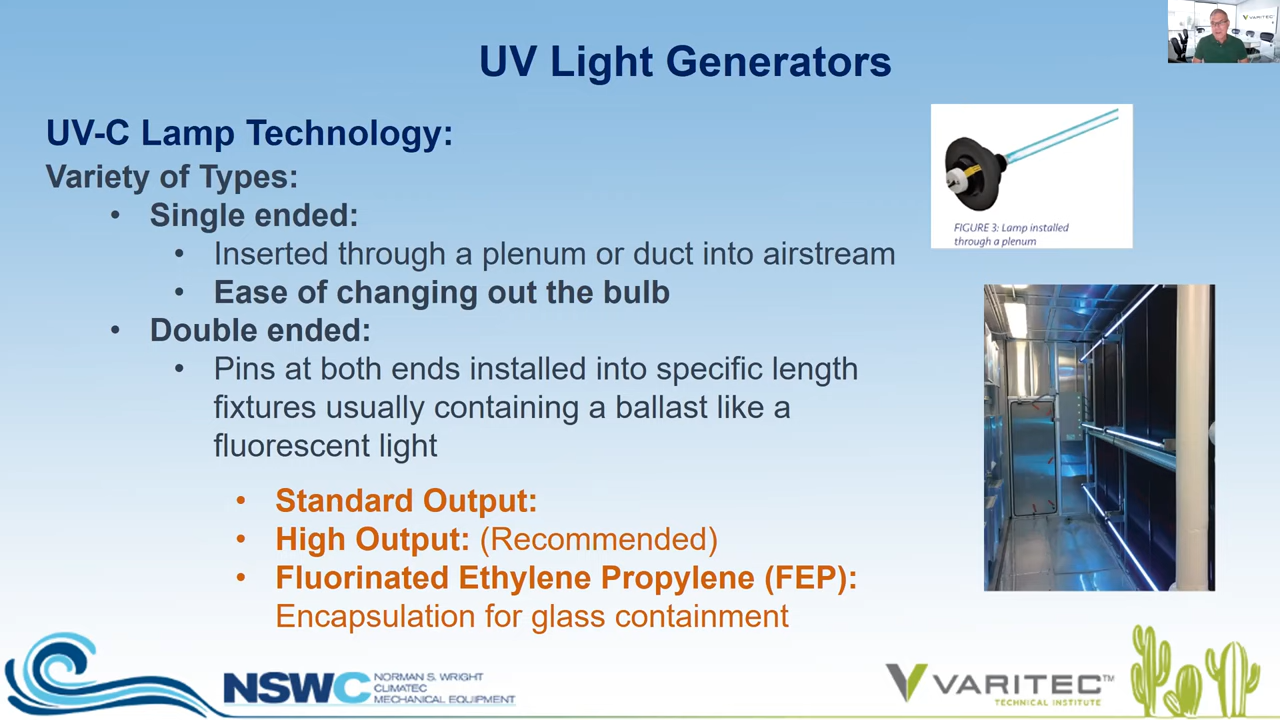 UV Light Generators
VARITEC
UV-C Lamp Technology:
Variety of Types:
• Single ended:
• Inserted through a plenum or duct into airstream
• Ease of changing out the bulb
• Double ended:
• Pins at both ends installed into specific length
fixtures usually containing a ballast like a
fluorescent light
• Standard Output:
• High Output: (Recommended)
• Fluorinated Ethylene Propylene (FEP):
Encapsulation for glass containment
FIGURE 3: Lamp installed
through a plenum
NSWC
NORMAN S. WRIGHT
CLIMATEC
MECHANICAL EQUIPMENT
VARITEC™
TECHNICAL INSTITUTE